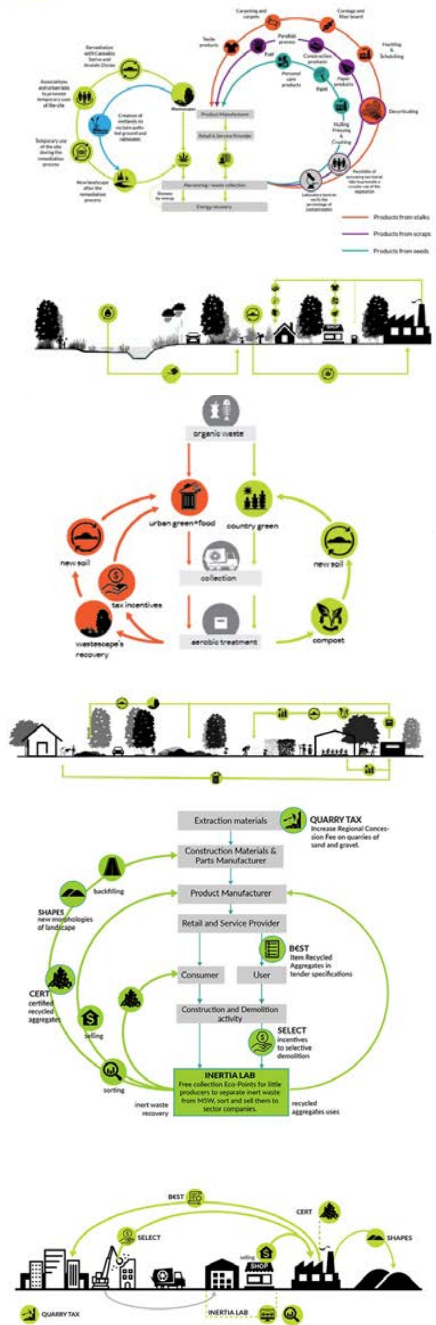 Carpeting and
carpets
Cordage and
fiber board
Textile
products
Parallels
process
Hackling &
Scutching
Fuel
Construction
products
Remediation
with Cannabis
Sativa and
Arundo Donax
Personal
care
products
Paint
Paper
products
Associations
and urban labs
to promote
temporary uses
of the site
Wastescapes
Product Manufacturer
Decorticating
Creation of
wetlands to
reclaim pollu-
ted ground and
Retail & Service Provider
Hulling
Pressing
&
Crushing
Temporary use
of the site
during the
remediation
process
New landscape
after the
remediation
process
Harvesting / waste collection
Biomass
for energy
Energy recovery
Laboratory tests to
verify the
percentage of
contamination
Products from stalks
Products from scraps
Products from seeds
SHOP
organic waste
urban green+food
country green
new soil
new soil
collection
tax incentives
wastescape's
recovery
aerobic treatment
compost
Extraction materials
QUARRY TAX
Increase Regional Conces-
sion Fee on quarries of
sand and gravel.
Construction Materials &
Parts Manufacturer
backfilling
Product Manufacturer
SHAPES
new morphologies
of landscape
Retail and Service Provider
BEST
Item Recycled
Aggregates in
tender specifications
Consumer
User
CERT
certified
recycled
aggregates
selling
Construction and Demolition
activity
SELECT
incentives
to selective
demolition
sorting
INERTIA LAB
Free collection Eco-Points for little
producers to separate inert waste
from MSW, sort and sell them to
sector companies.
inert waste
recovery
recycled
aggregates uses
BEST
CERT
SELECT
SHAPES
selling
SHOP
QUARRY TAX
INERTIA LAB